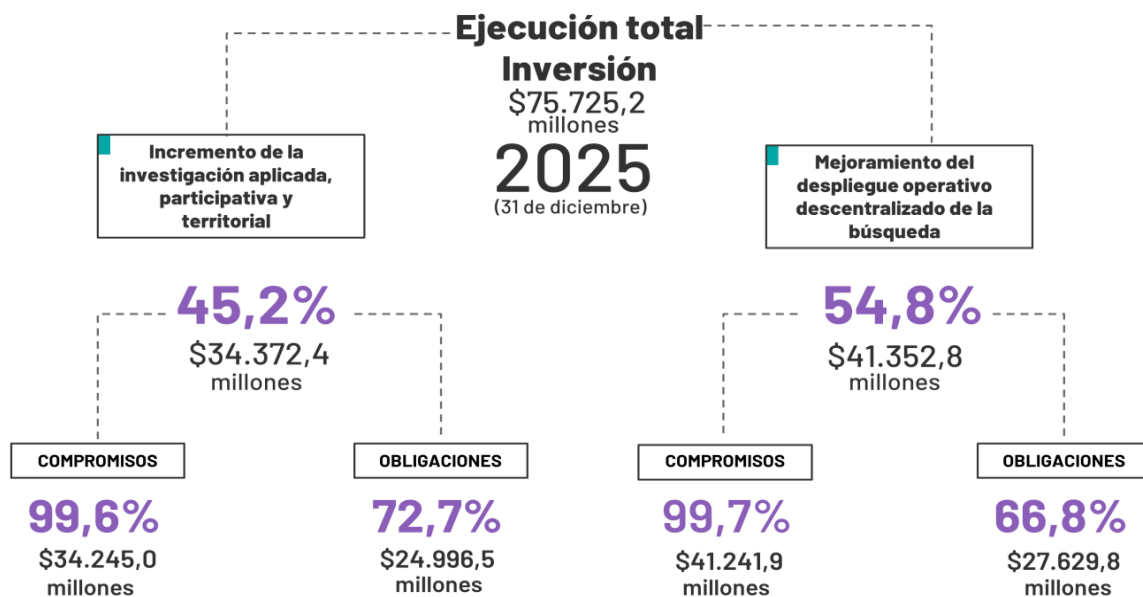 Ejecución total
Inversión
$75.725,2
millones
2025
(31 de diciembre)
Incremento de la
investigación aplicada,
participativa y
territorial
45,2%
$34.372,4
millones
COMPROMISOS
99,6%
$34.245,0
millones
OBLIGACIONES
72,7%
$24.996,5
millones
Mejoramiento del
despliegue operativo
descentralizado de la
búsqueda
54,8%
$41.352,8
millones
COMPROMISOS
99,7%
$41.241,9
millones
OBLIGACIONES
66,8%
$27.629,8
millones